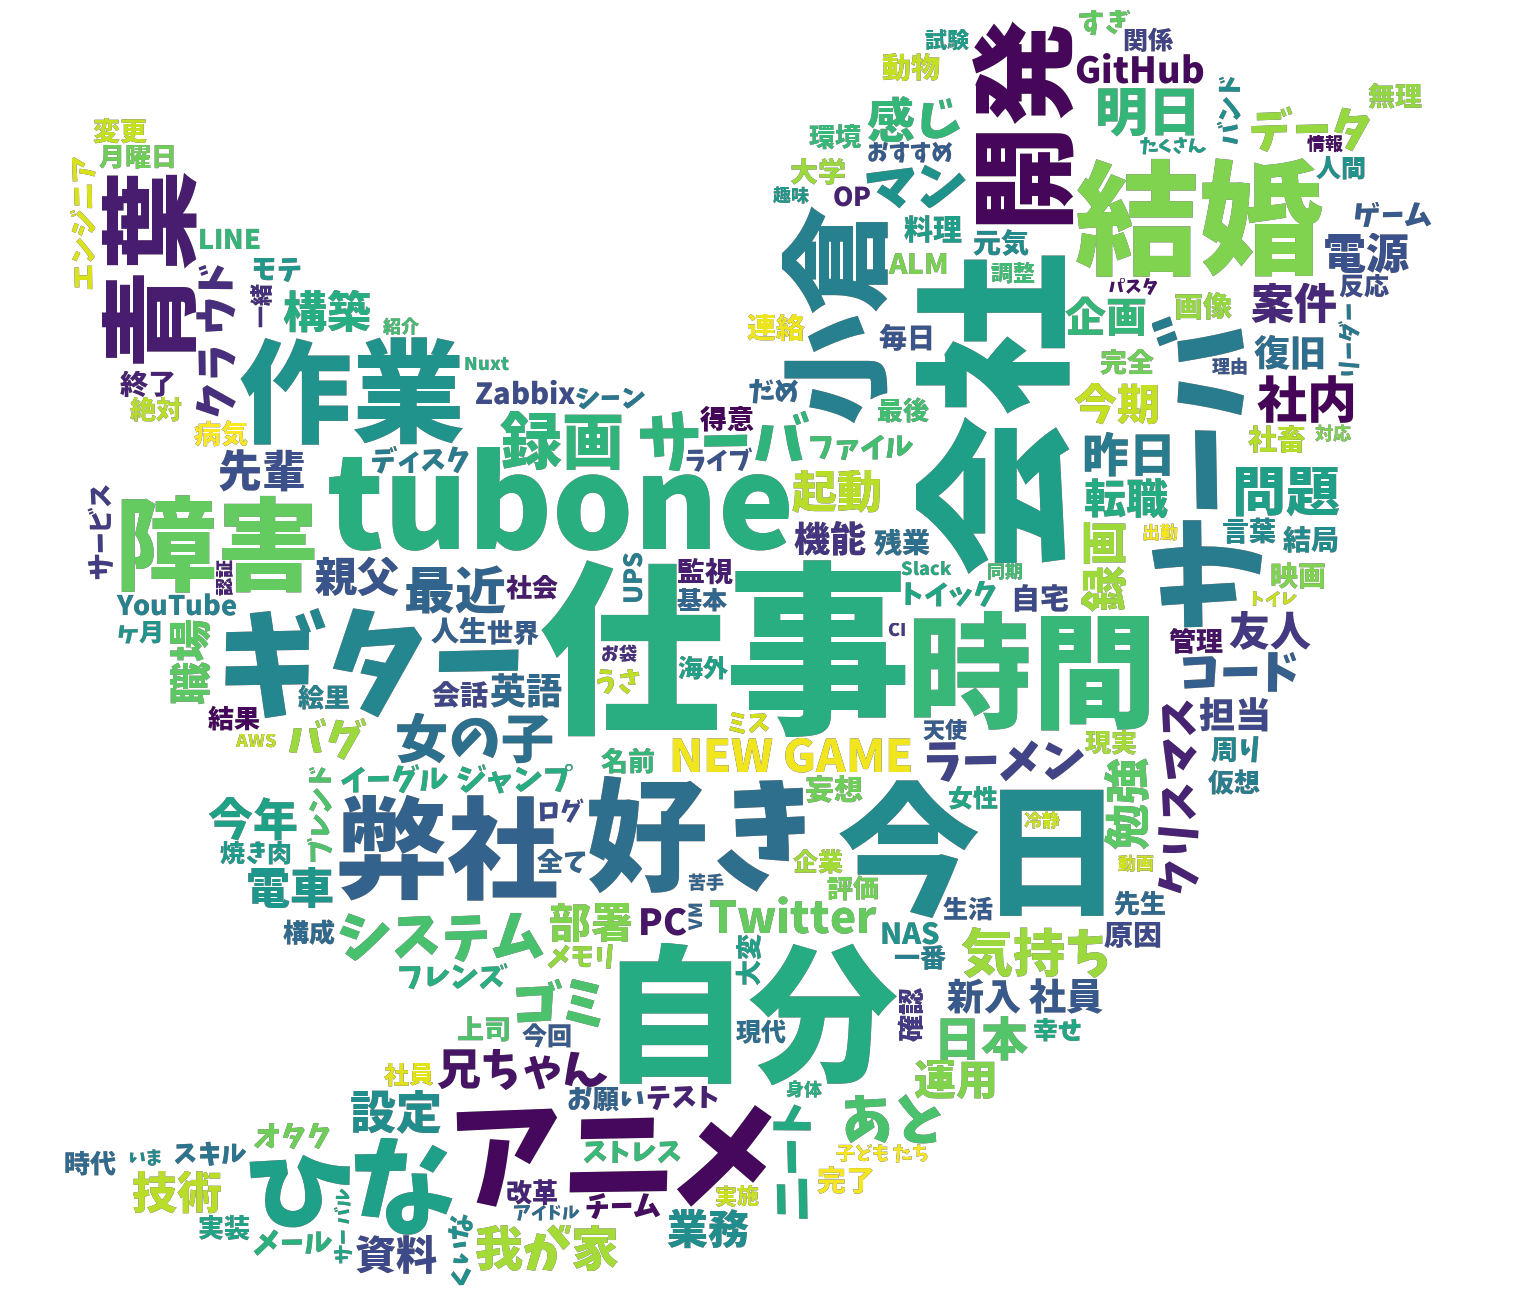 すぎ
試験
関係
開発
動物
GitHub
バンド
無理
明日
感じ
データ
変更
環境
たくさん
情報
月曜日
おすすめ
人間
エンジニア
大学
マン
結婚
趣味
OP
青葉
ゲーム
小倉
料理
LINE
元気
電源
ALM
会社
調整
モテ
クラウド
反応
パスタ
一緒
構築
企画
画像
案件
紹介
連絡
サーバー
リーダー
毎日
作業
復旧
完全
理由
Nuxt
終了
Zabbix
シーン
だめ
今期
社内
絶対
最後
録画
サーバ
得意
病気
社畜
対応
ファイル
昨日
ディスク
ライブ
先輩
tubone
起動
転職
問題
サービス
障害
機能
残業
録画
出勤
言葉
結局
認証
親父
UPS
監視
Slack
同期
映画
最近
社会
仕事
基本
トイック
自宅
トイレ
YouTube
ギター
時間
ケ月
人生
世界
CI
管理
友人
職場
お袋
海外
コード
うさ
絵里
会話
英語
結果
担当
女の子
ミス
天使
クリスマス
AWS
バグ
NEW GAME
ラーメン
現実
周り
名前
ブレンド
イーグル
ジャンプ
妄想
勉強
仮想
女性
好き
今日
今年
弊社
ログ
冷静
焼き肉
全て
企業
動画
電車
苦手
評価
先生
構成
システム
部署
PC
VM
Twitter
生活
NAS
原因
気持ち
メモリ
大変
一番
自分
フレンズ
ゴミ
確認
新入
社員
上司
今回
現代
日本
幸せ
兄ちゃん
社員
運用
お願い
テスト
身体
設定
アニメ
ニート
あと
オタク
ストレス
子どもたち
時代
いま
スキル
ひな
完了
技術
改革
チーム
実施
キーバル
アイドル
実装
メール
くいな
業務
資料
我が家